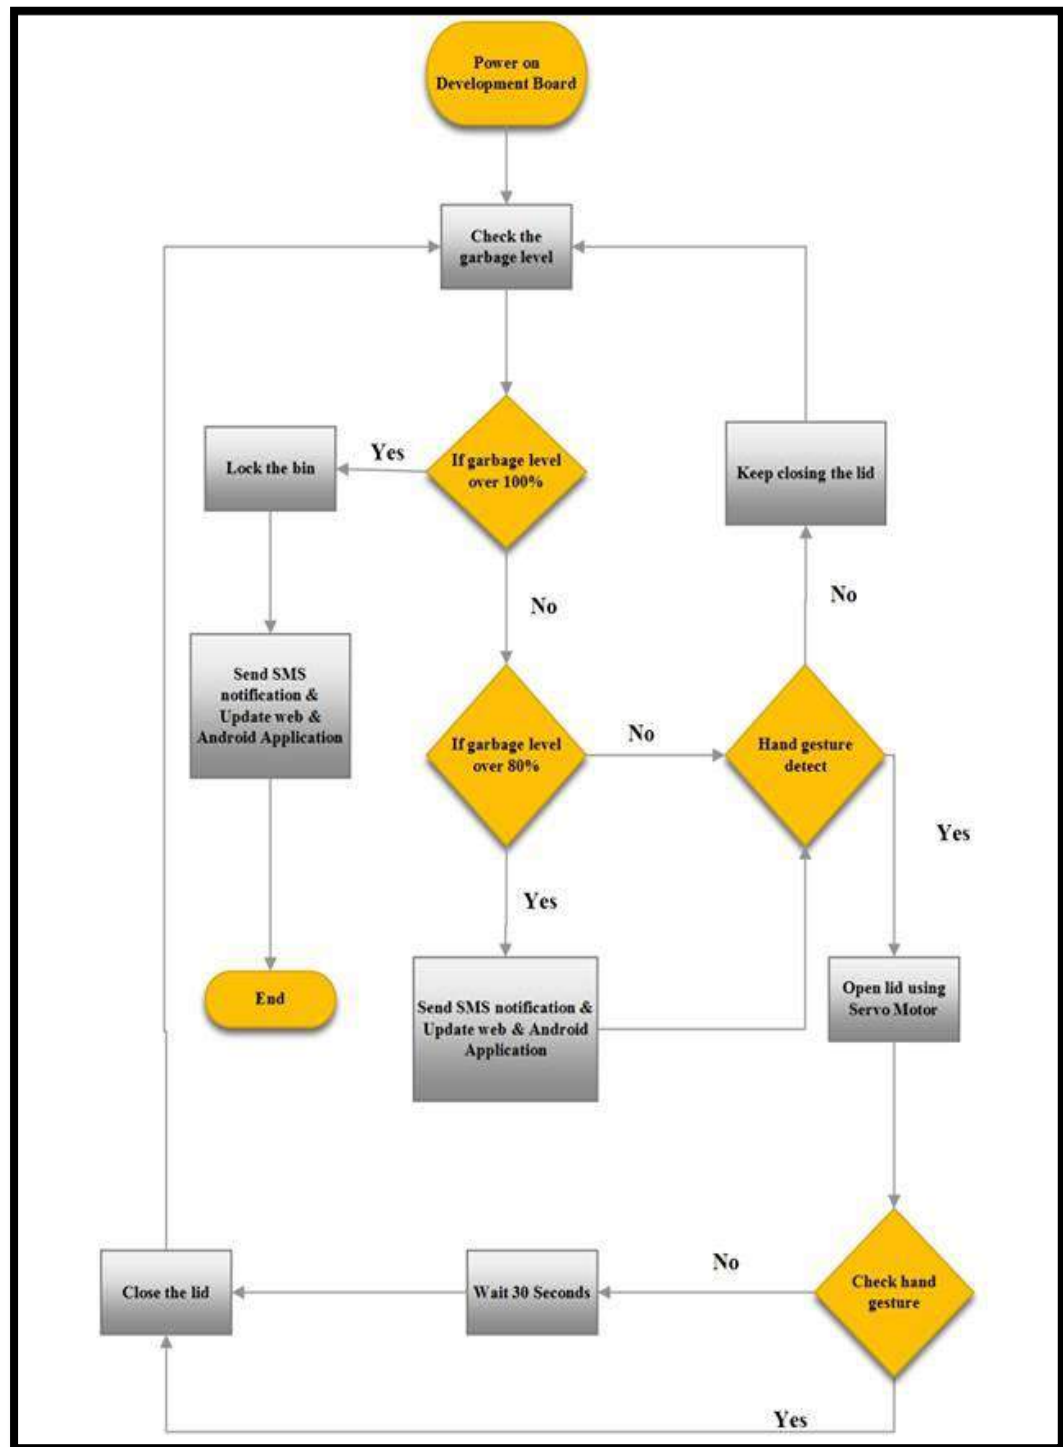 Power on
Development Board
Check the
garbage level
If garbage level
over 100%
Yes
Lock the bin
Keep closing the lid
No
No
Send SMS
notification &
Update web &
Android Application
If garbage level
over 80%
No
Hand gesture
detect
Yes
Yes
End
Send SMS notification &
Update web & Android
Application
Open lid using
Servo Motor
Check hand
gesture
No
Wait 30 Seconds
Close the lid
Yes